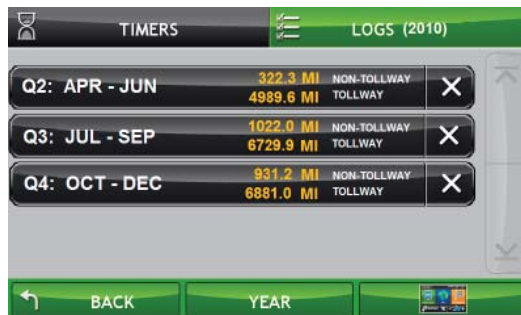 TIMERS
LOGS (2010)
Q2: APR - JUN
322.3 MI NON-TOLLWAY
4989.6 MI TOLLWAY
Q3: JUL - SEP
1022.0 MI NON-TOLLWAY
6729.9 MI TOLLWAY
Q4: OCT - DEC
931.2 MI NON-TOLLWAY
6881.0 MI TOLLWAY
BACK
YEAR